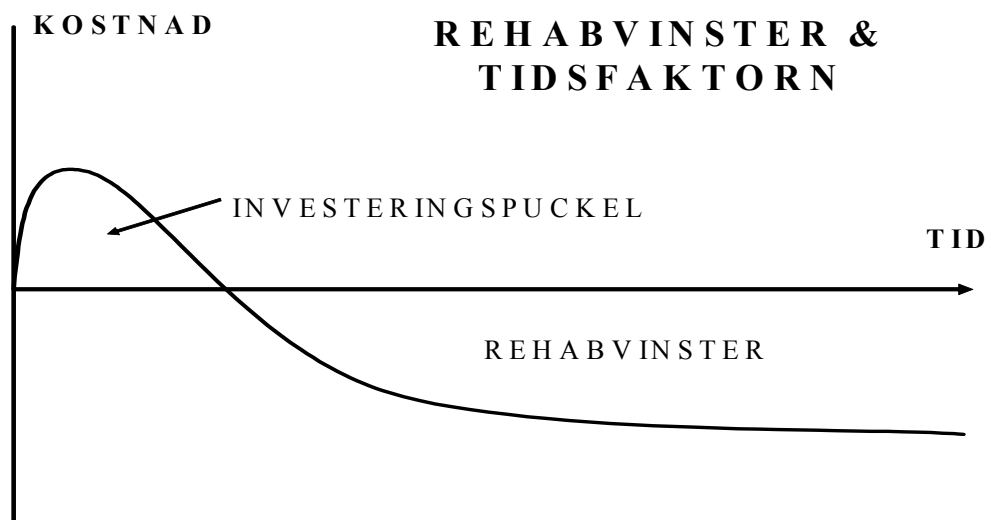 KOSTNAD
REHABVINSTER &
TIDSFAKTORN
INVESTERINGSPUCKEL
TID
REHABVINSTER